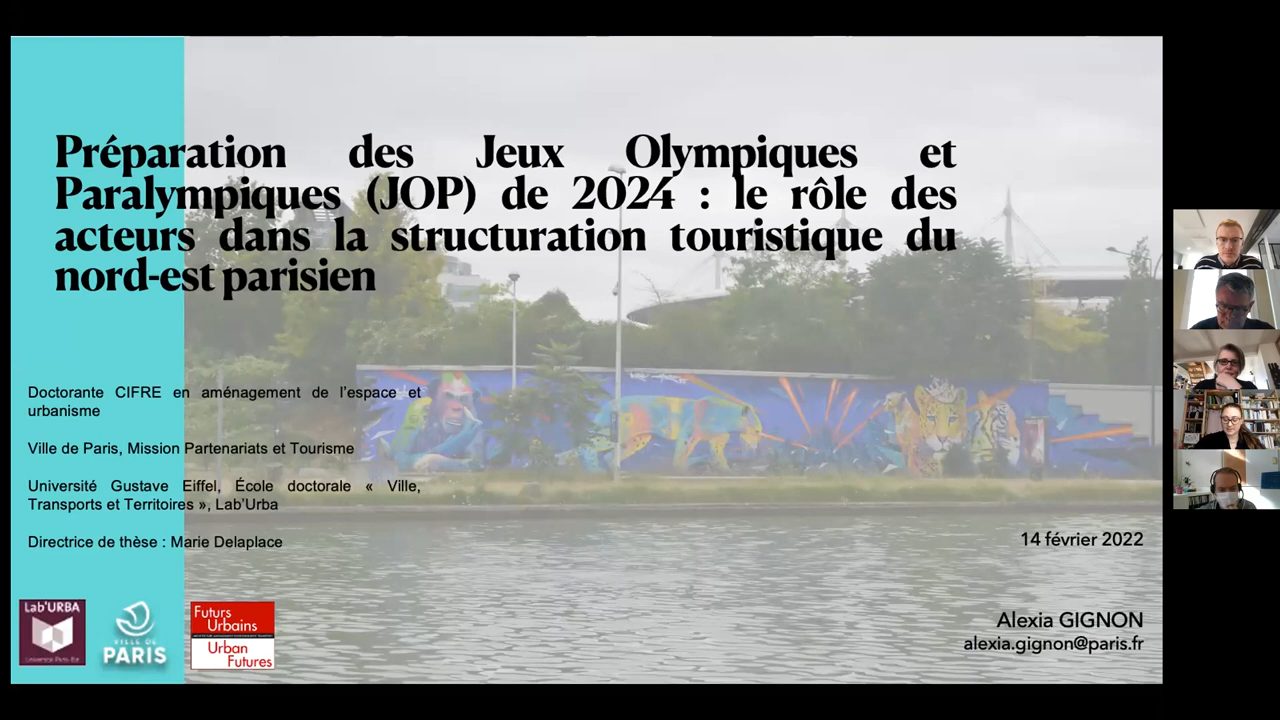 Préparation des Jeux Olympiques et
Paralympiques (JOP) de 2024 : le rôle des
acteurs dans la structuration touristique du
nord-est parisien
Doctorante CIFRE en aménagement de l'espace et
urbanisme
Ville de Paris, Mission Partenariats et Tourisme
Université Gustave Eiffel, École doctorale « Ville,
Transports et Territoires », Lab'Urba
Directrice de thèse : Marie Delaplace
14 février 2022
Alexia GIGNON
alexia.gignon@paris.fr
Lab'URBA
VILLE DE
PARIS
Futurs
Urbains
Urban
Futures